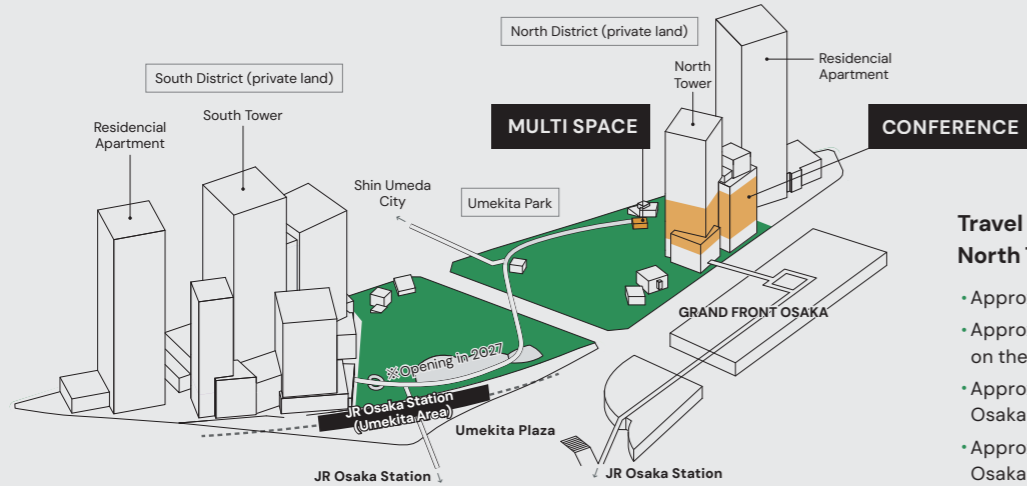 North District (private land)
South District (private land)
North
Tower
Residencial
Apartment
Residencial
Apartment
South Tower
MULTI SPACE
CONFERENCE
Shin Umeda
City
Umekita Park
Travel
North
GRAND FRONT OSAKA
※Opening in 2027
JR Osaka Station
(Umekita Area)
Umekita Plaza
JR Osaka Station
JR Osaka Station
•Appro
•Appro
on the
•Appro
Osaka
•Appro
Osaka